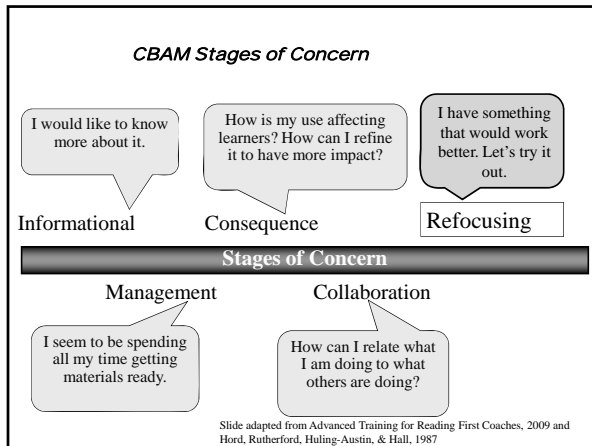 CBAM Stages of Concern
I would like to know
more about it.
How is my use affecting
learners? How can I refine
it to have more impact?
I have something
that would work
better. Let’s try it
out.
Informational
Consequence
Refocusing
Stages of Concern
Management
Collaboration
I seem to be spending
all my time getting
materials ready.
How can I relate what
I am doing to what
others are doing?
Slide adapted from Advanced Training for Reading First Coaches, 2009 and
Hord, Rutherford, Huling-Austin, & Hall, 1987